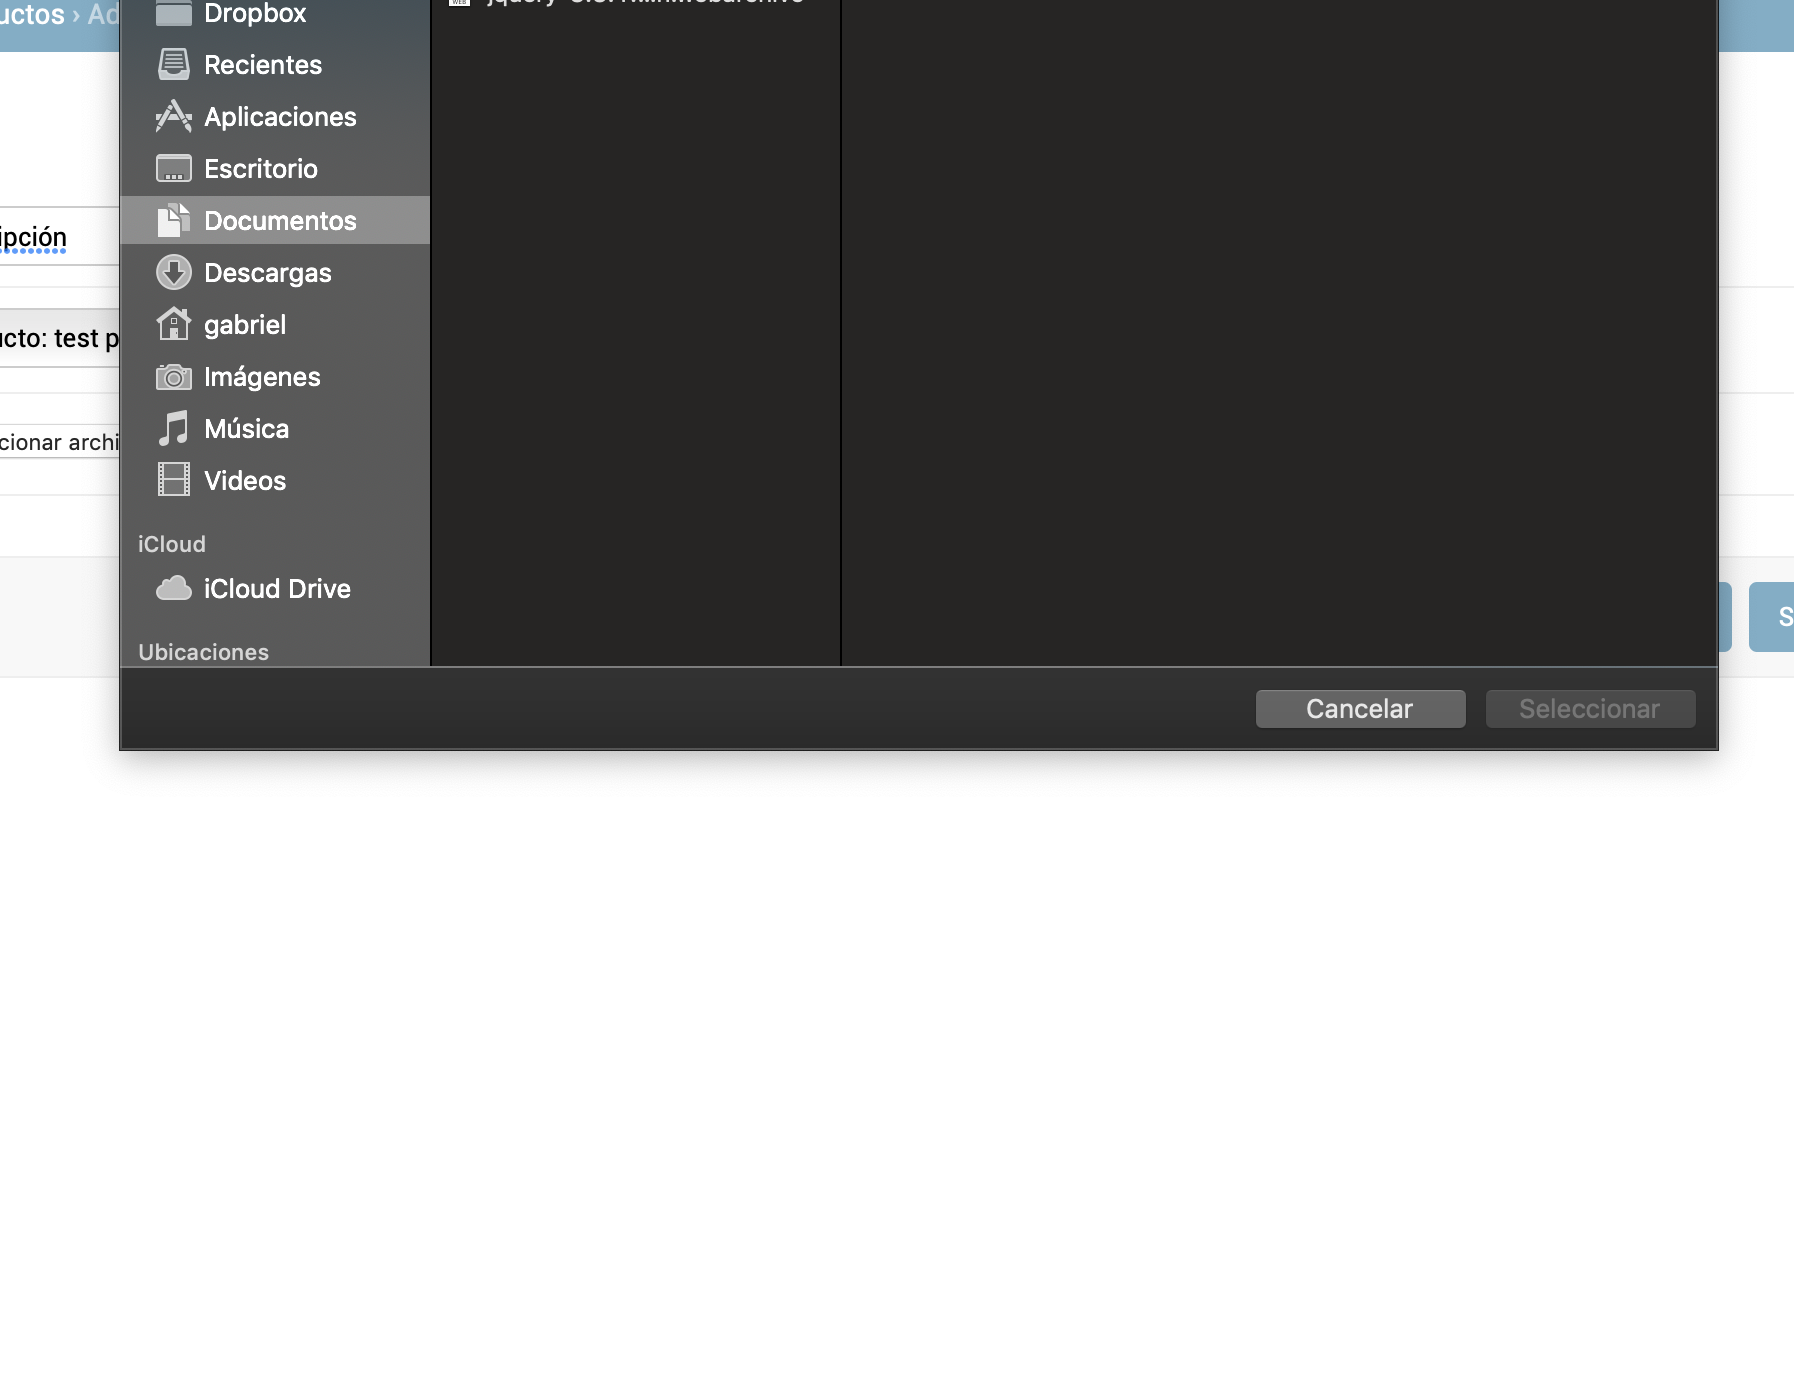 uctos › Ad
Dropbox
Recientes
Aplicaciones
Escritorio
Documentos
Descargas
gabriel
Imágenes
Música
Videos
iCloud
iCloud Drive
Ubicaciones
ipción
ucto: test p
cionar archi
Cancelar
Seleccionar
S